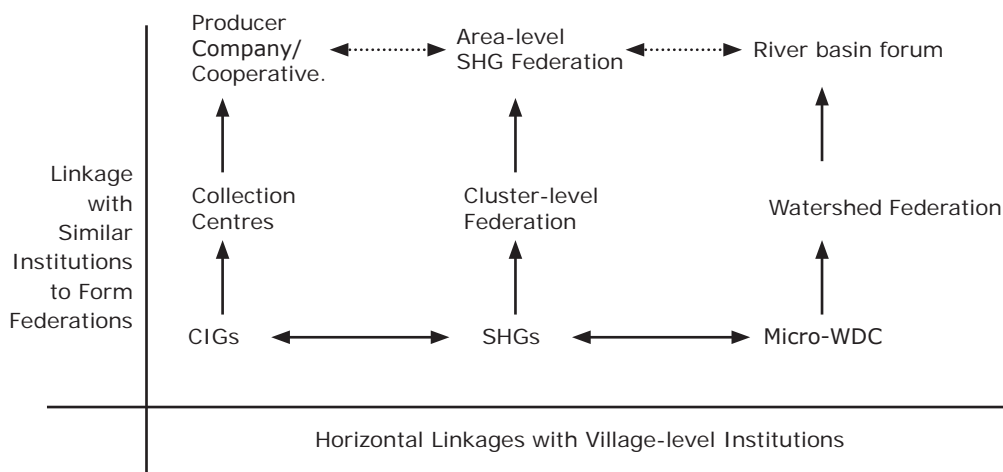 Producer
Company/
Cooperative.
Area-level
SHG Federation
River basin forum
Linkage
with
Similar
Institutions
to Form
Federations
Collection
Centres
Cluster-level
Federation
Watershed Federation
CIGs
SHGs
Micro-WDC
Horizontal Linkages with Village-level Institutions